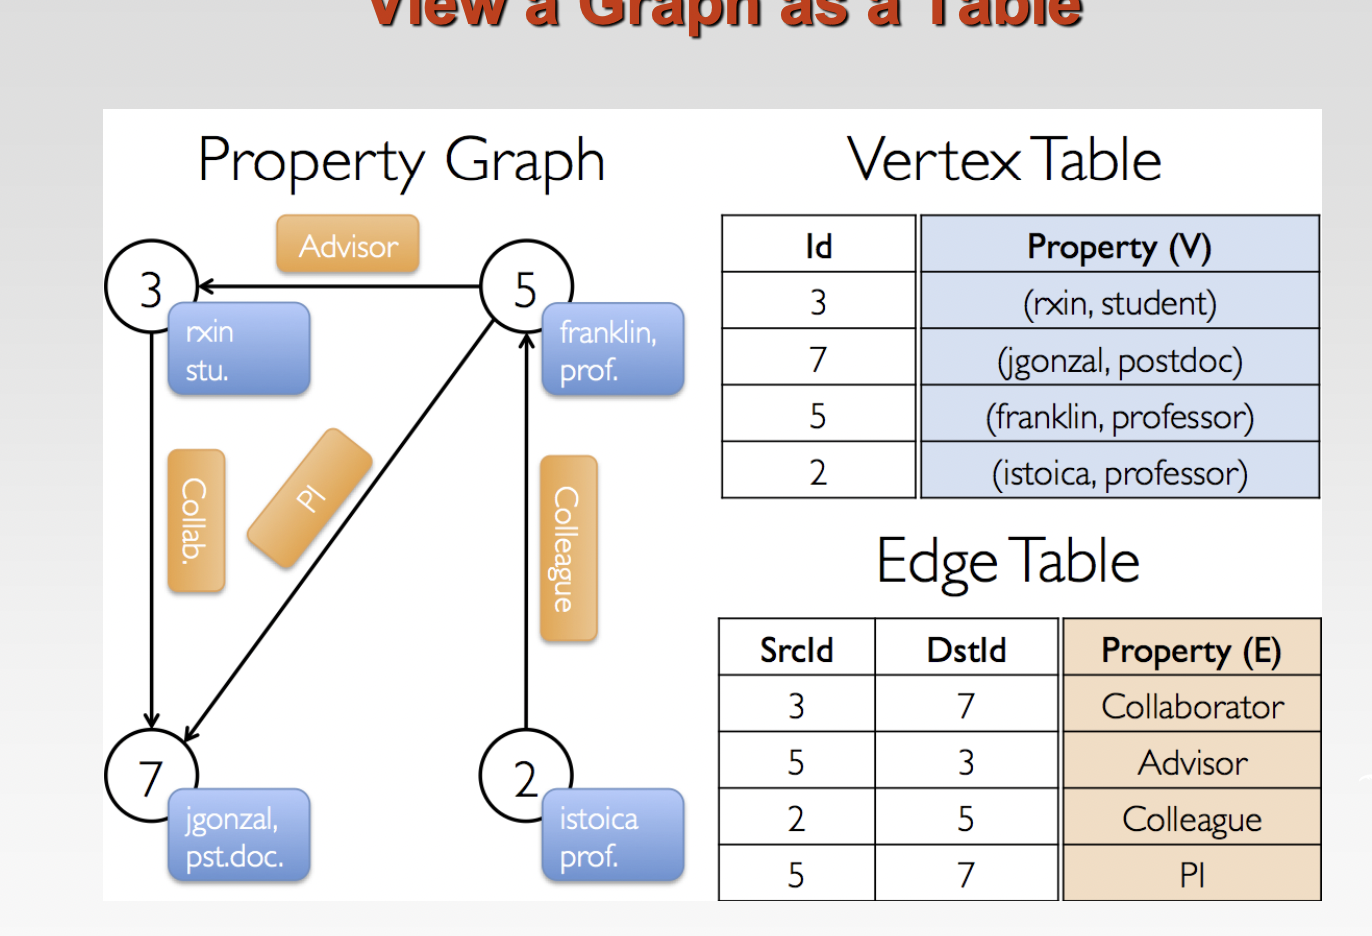 View a Graph as a Table
Property Graph
Advisor
3
rxin
stu.
5
franklin,
prof.
Collab.
PI
Colleague
7
jgonzal,
pst.doc.
2
istoica
prof.
Vertex Table
Id Property (V)
3 (rxin, student)
7 (jgonzal, postdoc)
5 (franklin, professor)
2 (istoica, professor)
Edge Table
SrcId DstId Property (E)
3 7 Collaborator
5 3 Advisor
2 5 Colleague
5 7 PI